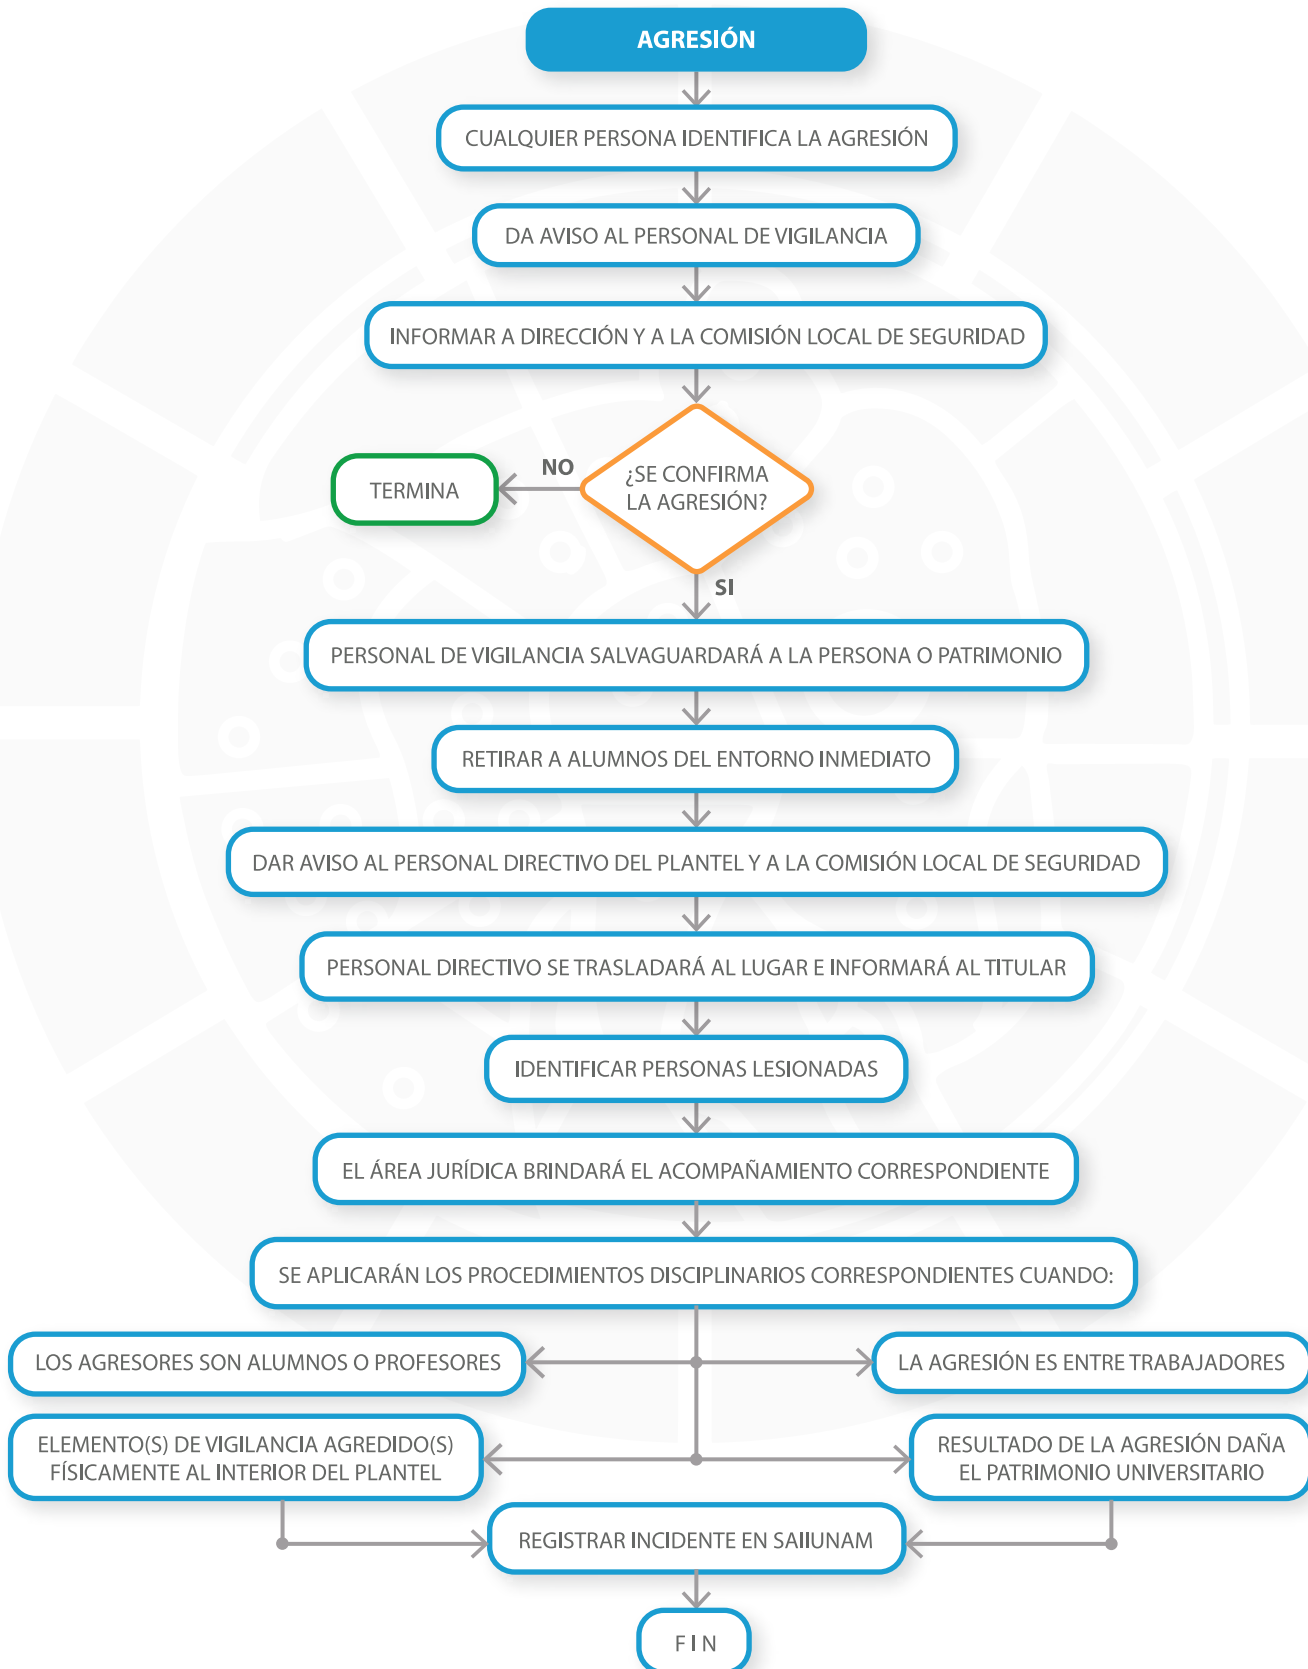 AGRESIÓN
CUALQUIER PERSONA IDENTIFICA LA AGRESIÓN
DA AVISO AL PERSONAL DE VIGILANCIA
INFORMAR A DIRECCIÓN Y A LA COMISIÓN LOCAL DE SEGURIDAD
¿SE CONFIRMA
LA AGRESIÓN?
NO
TERMINA
SI
PERSONAL DE VIGILANCIA SALVAGUARDARÁ A LA PERSONA O PATRIMONIO
RETIRAR A ALUMNOS DEL ENTORNO INMEDIATO
DAR AVISO AL PERSONAL DIRECTIVO DEL PLANTEL Y A LA COMISIÓN LOCAL DE SEGURIDAD
PERSONAL DIRECTIVO SE TRASLADARÁ AL LUGAR E INFORMARÁ AL TITULAR
IDENTIFICAR PERSONAS LESIONADAS
EL ÁREA JURÍDICA BRINDARÁ EL ACOMPAÑAMIENTO CORRESPONDIENTE
SE APLICARÁN LOS PROCEDIMIENTOS DISCIPLINARIOS CORRESPONDIENTES CUANDO:
LOS AGRESORES SON ALUMNOS O PROFESORES
LA AGRESIÓN ES ENTRE TRABAJADORES
ELEMENTO(S) DE VIGILANCIA AGREDIDO(S)
FÍSICAMENTE AL INTERIOR DEL PLANTEL
RESULTADO DE LA AGRESIÓN DAÑA
EL PATRIMONIO UNIVERSITARIO
REGISTRAR INCIDENTE EN SAIIUNAM
F I N